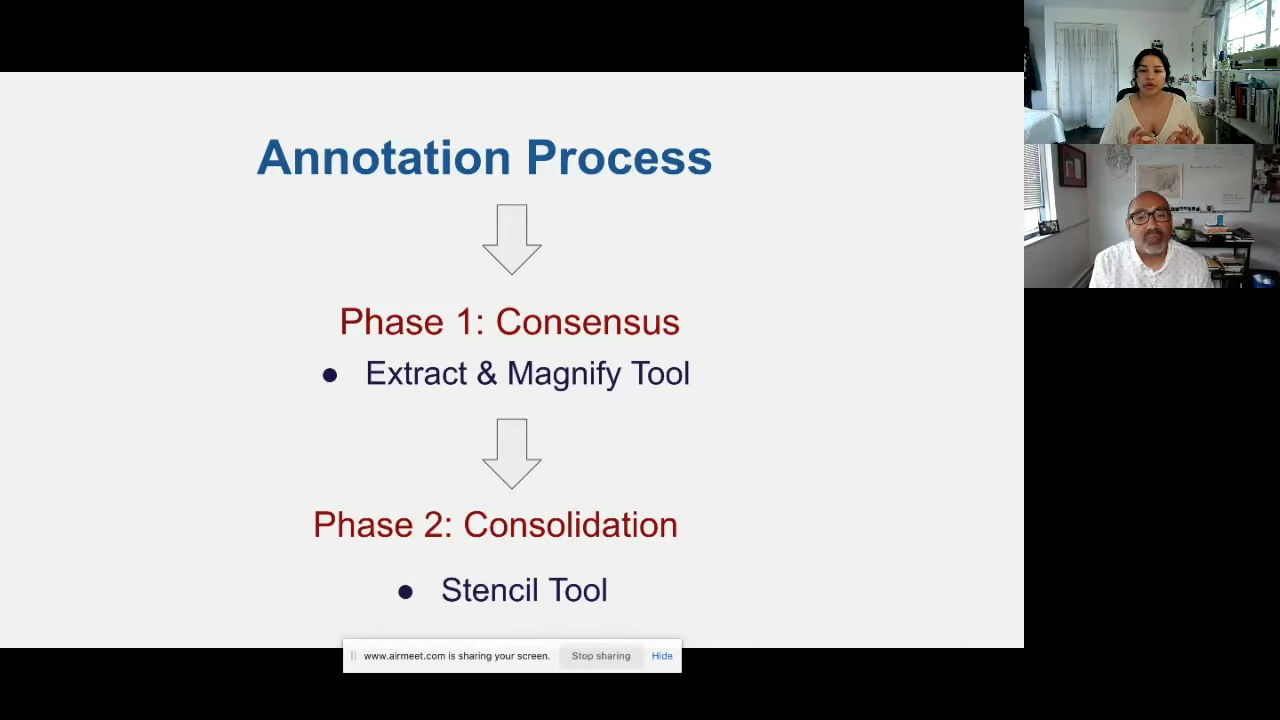 Annotation Process
Phase 1: Consensus
● Extract & Magnify Tool
Phase 2: Consolidation
● Stencil Tool
www.airmeet.com is sharing your screen. Stop sharing Hide